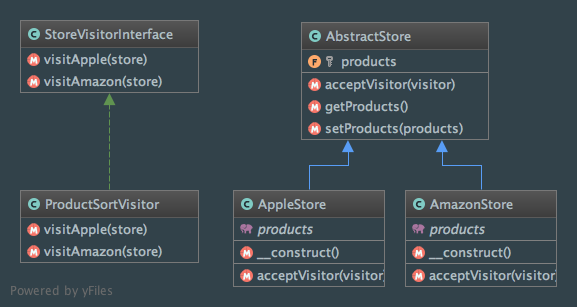 StoreVisitorInterface
visitApple(store)
visitAmazon(store)
AbstractStore
products
acceptVisitor(visitor)
getProducts()
setProducts(products)
ProductSortVisitor
visitApple(store)
visitAmazon(store)
AppleStore
products
__construct()
acceptVisitor(visitor
AmazonStore
products
__construct()
acceptVisitor(visitor
Powered by yFiles